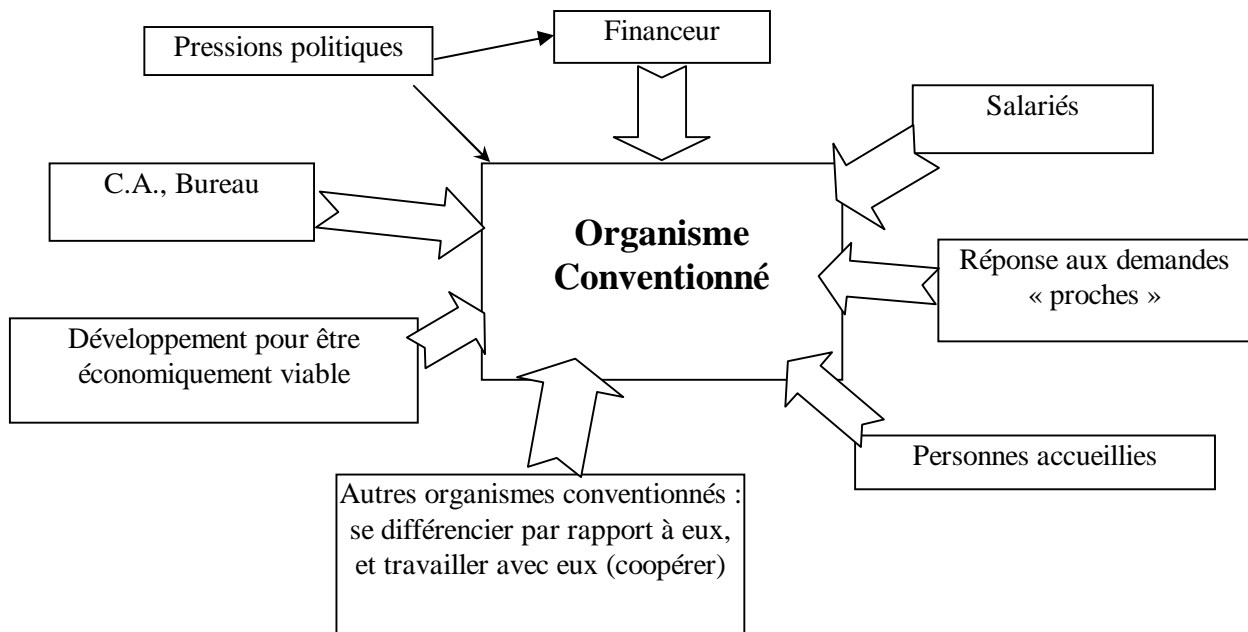 Pressions politiques
Financeur
Salariés
C.A., Bureau
Organisme
Conventionné
Réponse aux demandes
« proches »
Développement pour être
économiquement viable
Personnes accueillies
Autres organismes conventionnés :
se différencier par rapport à eux,
et travailler avec eux (coopérer)